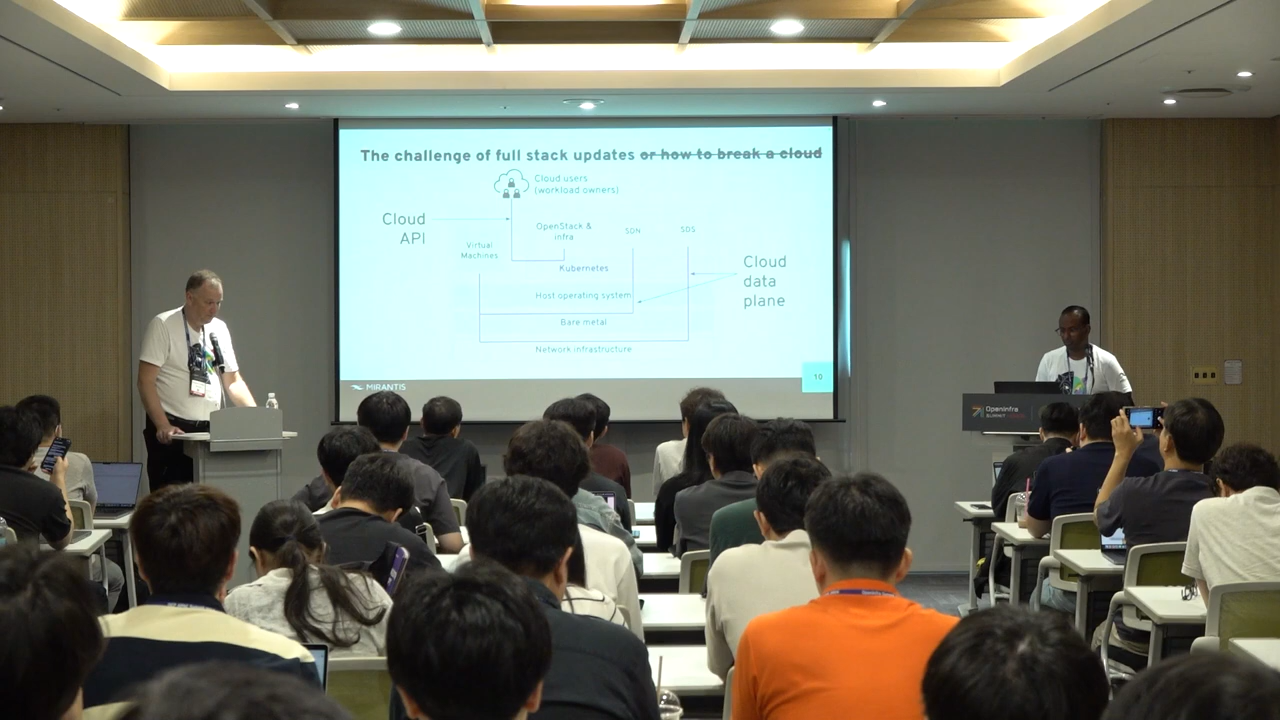 The challenge of full stack updates or how to break a cloud
Cloud users
(workload owners)
Cloud
API
OpenStack &
infra
SDN
SDS
Virtual
Machines
Kubernetes
Cloud
data
plane
Host operating system
Bare metal
Network infrastructure
MIRANTIS
10
OpenInfra
SUMMIT